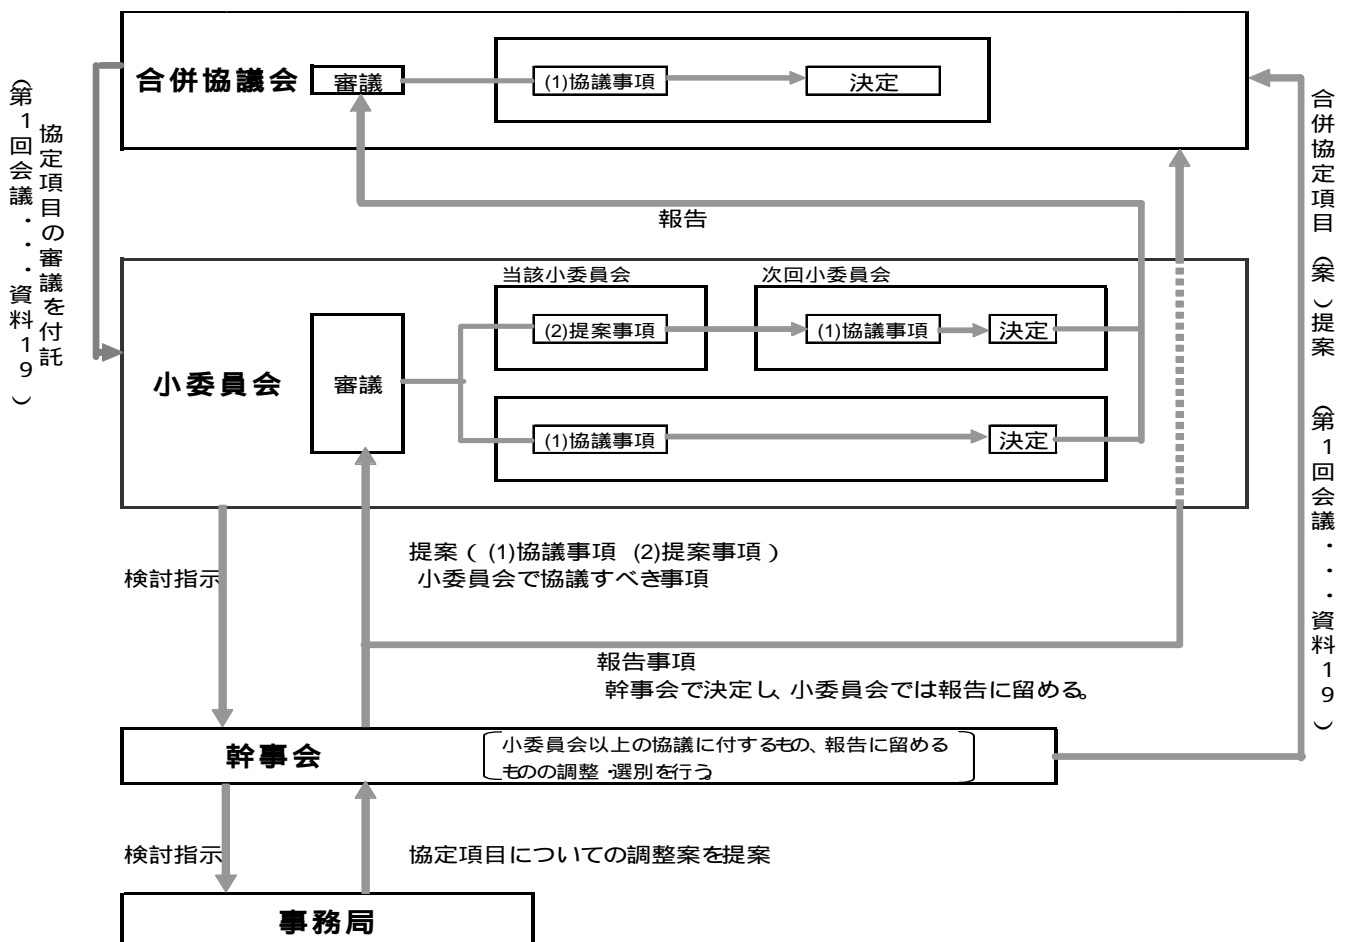 合併協議会
審議
(1)協議事項
決定
協定項目の審議を付託
(第1回会議・・・資料19)
合併協定項目(案)提案
(第1回会議・・・資料19)
報告
小委員会
審議
当該小委員会
(2)提案事項
次回小委員会
(1)協議事項
決定
(1)協議事項
決定
検討指示
提案((1)協議事項 (2)提案事項)
小委員会で協議すべき事項
報告事項
幹事会で決定し、小委員会では報告に留める。
幹事会
小委員会以上の協議に付するもの、報告に留める
ものの調整・選別を行う。
検討指示
協定項目についての調整案を提案
事務局